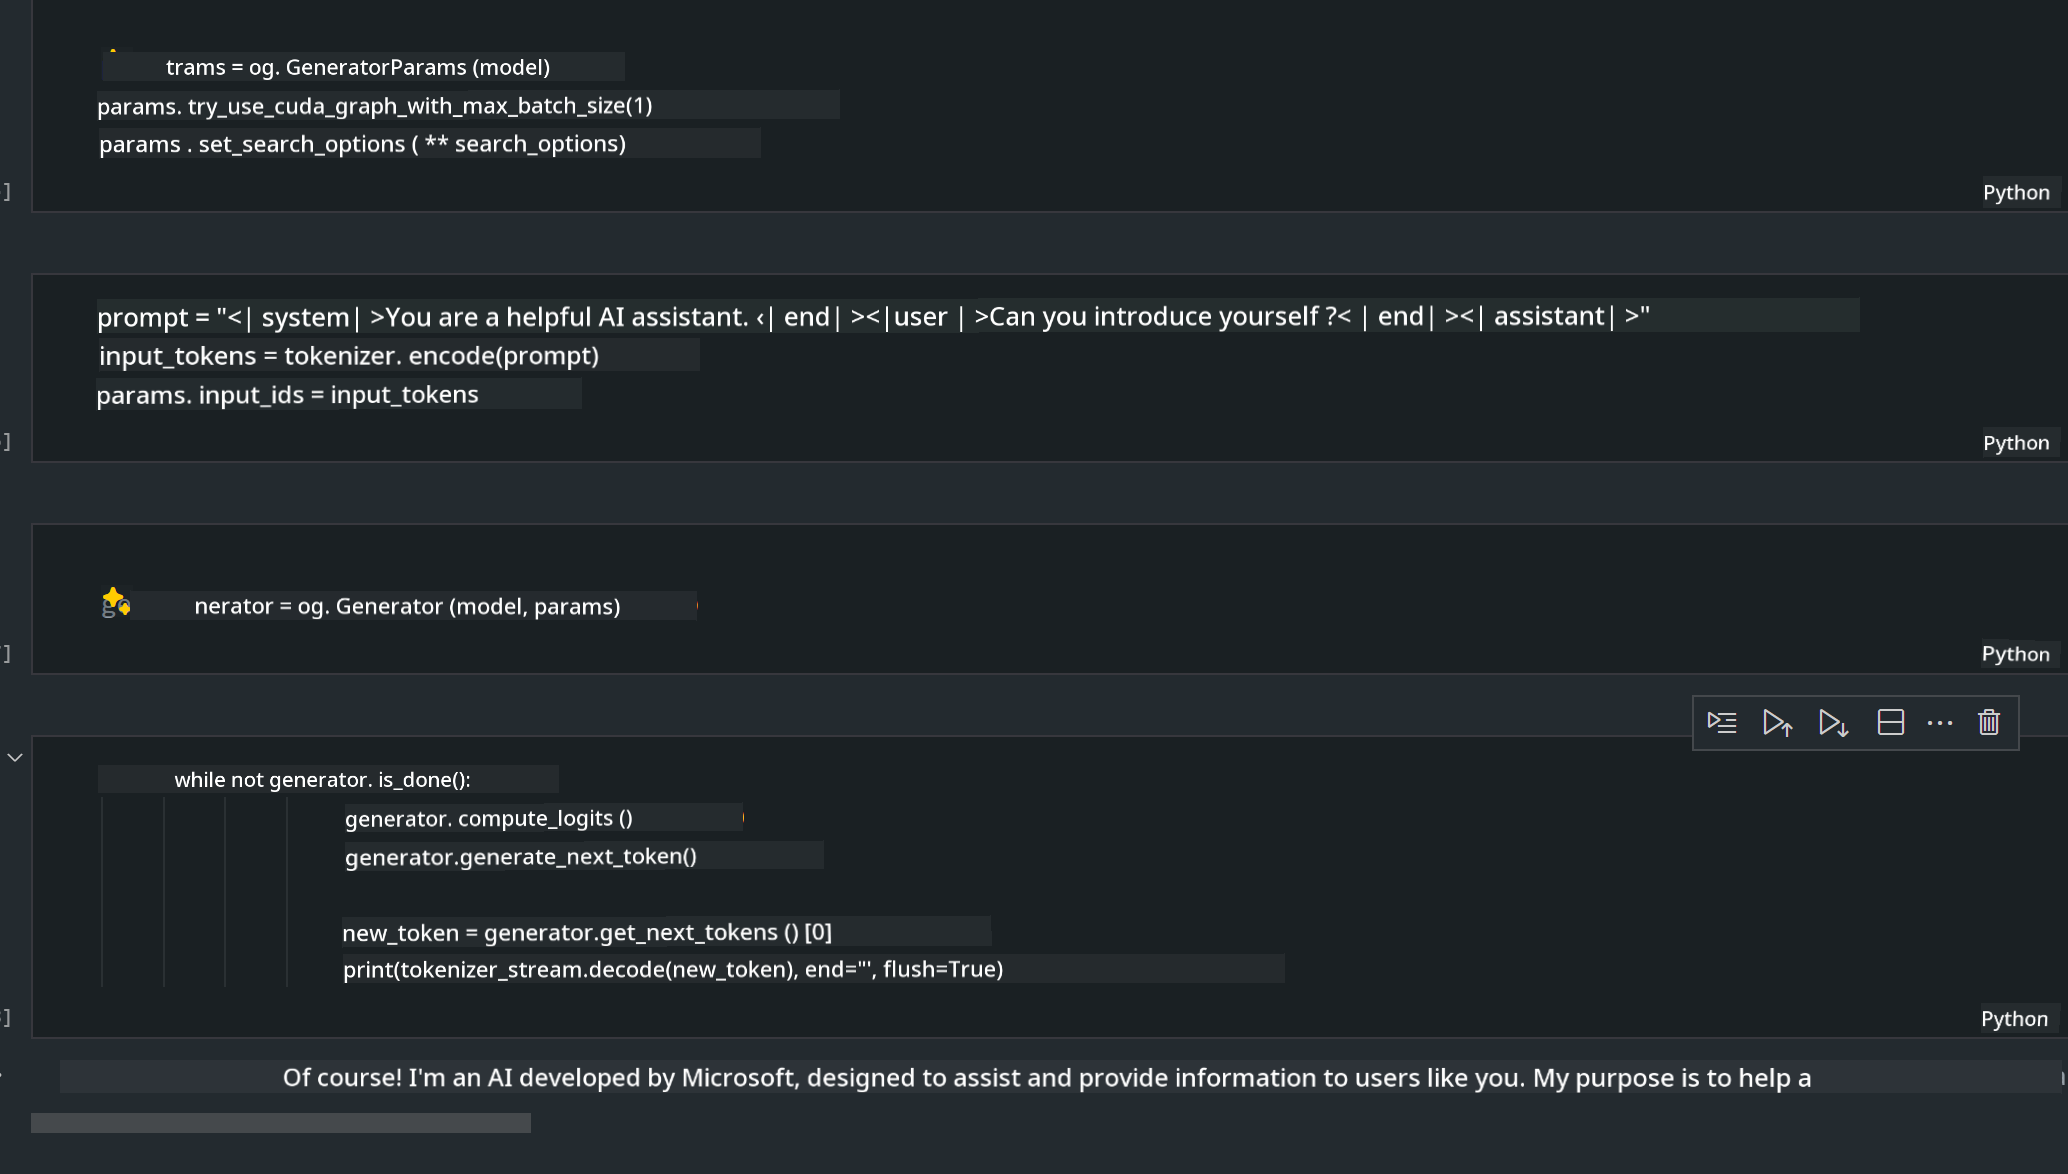 trams = og. GeneratorParams (model)
params. try_use_cuda_graph_with_max_batch_size(1)
params . set_search_options ( ** search_options)
]
Python
prompt = "<| system| >You are a helpful AI assistant. ‹| end| ><|user | >Can you introduce yourself ?< | end| ><| assistant| >"
input_tokens = tokenizer. encode(prompt)
params. input_ids = input_tokens
]
Python
nerator = og. Generator (model, params)
]
Python
while not generator. is_done():
generator. compute_logits ()
generator.generate_next_token()
new_token = generator.get_next_tokens () [0]
print(tokenizer_stream.decode(new_token), end="', flush=True)
]
Python
Of course! I'm an AI developed by Microsoft, designed to assist and provide information to users like you. My purpose is to help a